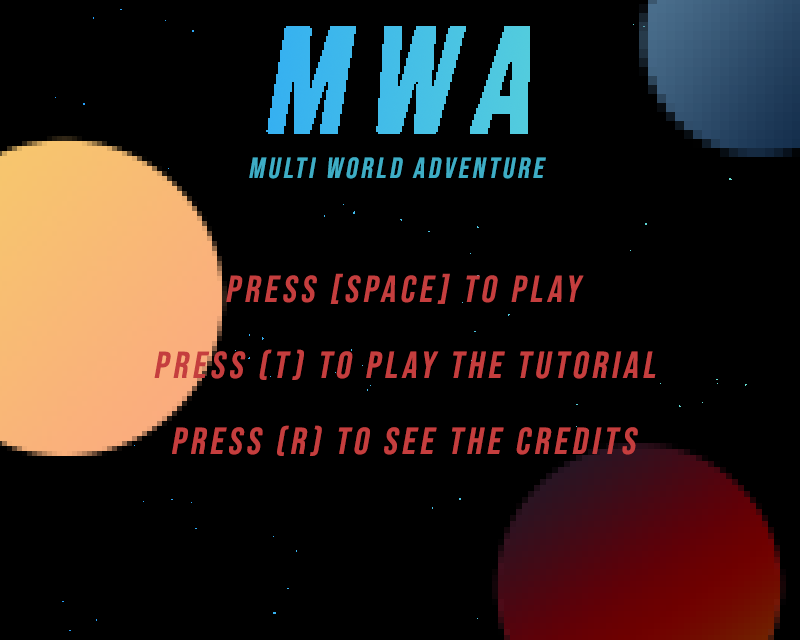 MWA
MULTI WORLD ADVENTURE
PRESS [SPACE] TO PLAY
PRESS (T) TO PLAY THE TUTORIAL
PRESS (R) TO SEE THE CREDITS